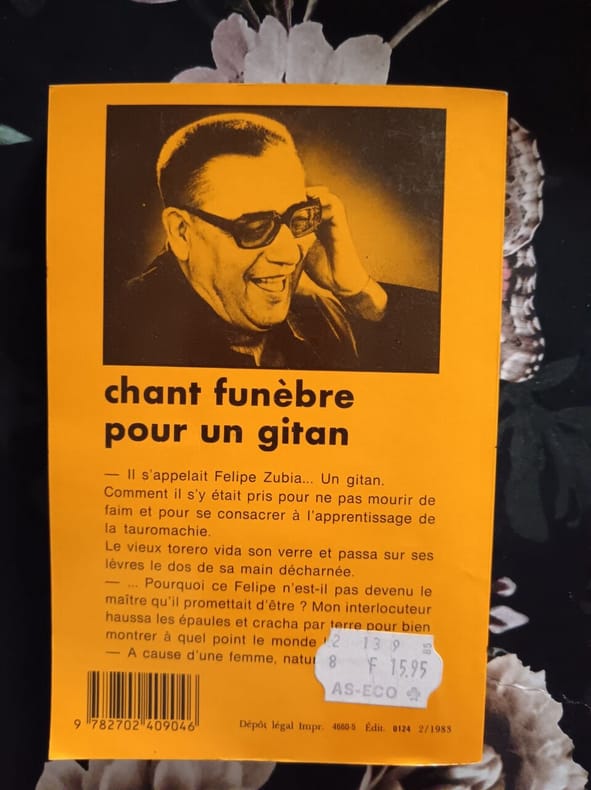 chant funèbre
pour un gitan
— Il s'appelait Felipe Zubia... Un gitan.
Comment il s'y était pris pour ne pas mourir de
faim et pour se consacrer à l'apprentissage de
la tauromachie.
Le vieux torero vida son verre et passa sur ses
lèvres le dos de sa main décharnée.
— ... Pourquoi ce Felipe n'est-il pas devenu le
maître qu'il promettait d'être ? Mon interlocuteur
haussa les épaules et cracha par terre pour bien
montrer à quel point le monde
— A cause d'une femme, natur
2 13 9 85
8 F 15.95
AS-ECO
9 782702 409046
Dépôt légal Impr. 4660-5 Édit. 0124 2/1983